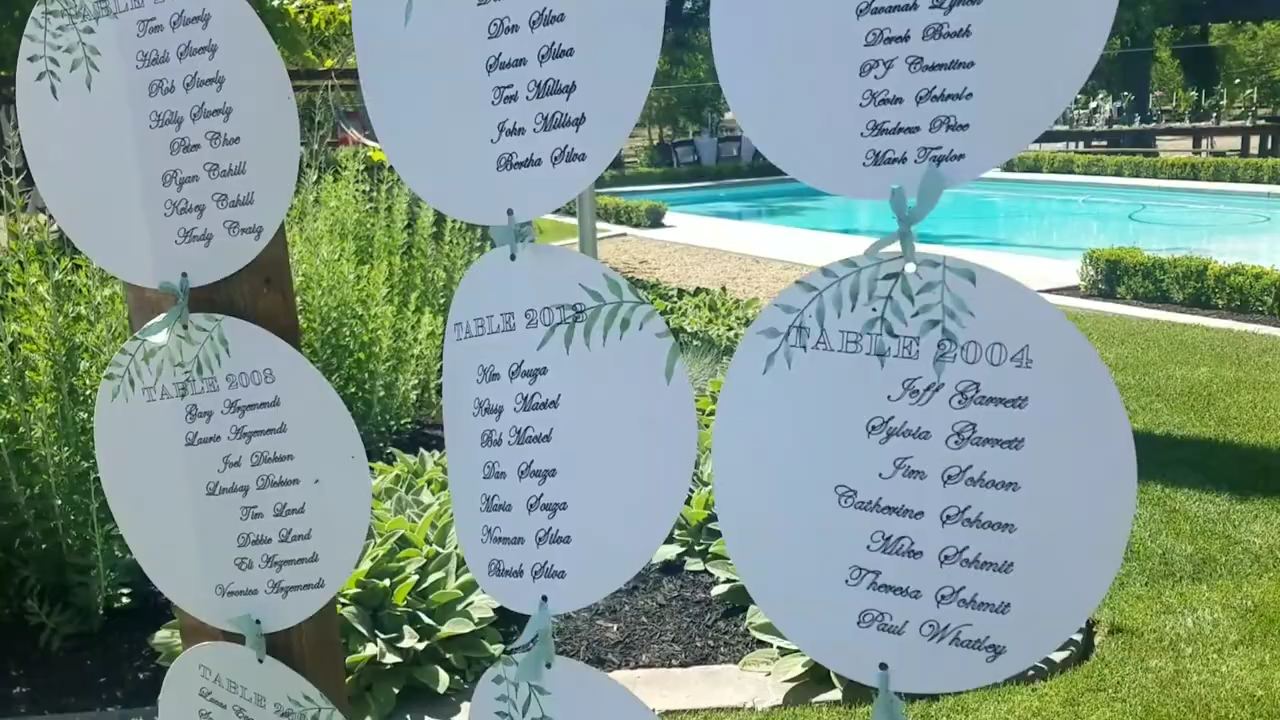 TABLE
Tom Siverly
Heidi Siverly
Rob Siverly
Holly Siverly
Peter Choe
Ryan Cahill
Kelsey Cahill
Andy Craig
Don Silva
Susan Silva
Teri Millsap
John Millsap
Bertha Silva
Savanah Lynch
Derek Booth
PJ Cosentino
Kevin Schrole
Andrew Price
Mark Taylor
TABLE 2008
Gary Arzemendi
Laurie Arzemendi
Joel Dickson
Lindsay Dickson
Tim Land
Debbie Land
Eli Arzemendi
Veronica Arzemendi
TABLE 2013
Kim Souza
Krissy Maciel
Bob Maciel
Dan Souza
Maria Souza
Norman Silva
Patrick Silva
TABLE 2004
Jeff Garrett
Sylvia Garrett
Jim Schoon
Catherine Schoon
Mike Schmit
Theresa Schmit
Paul Whatley
TABLE